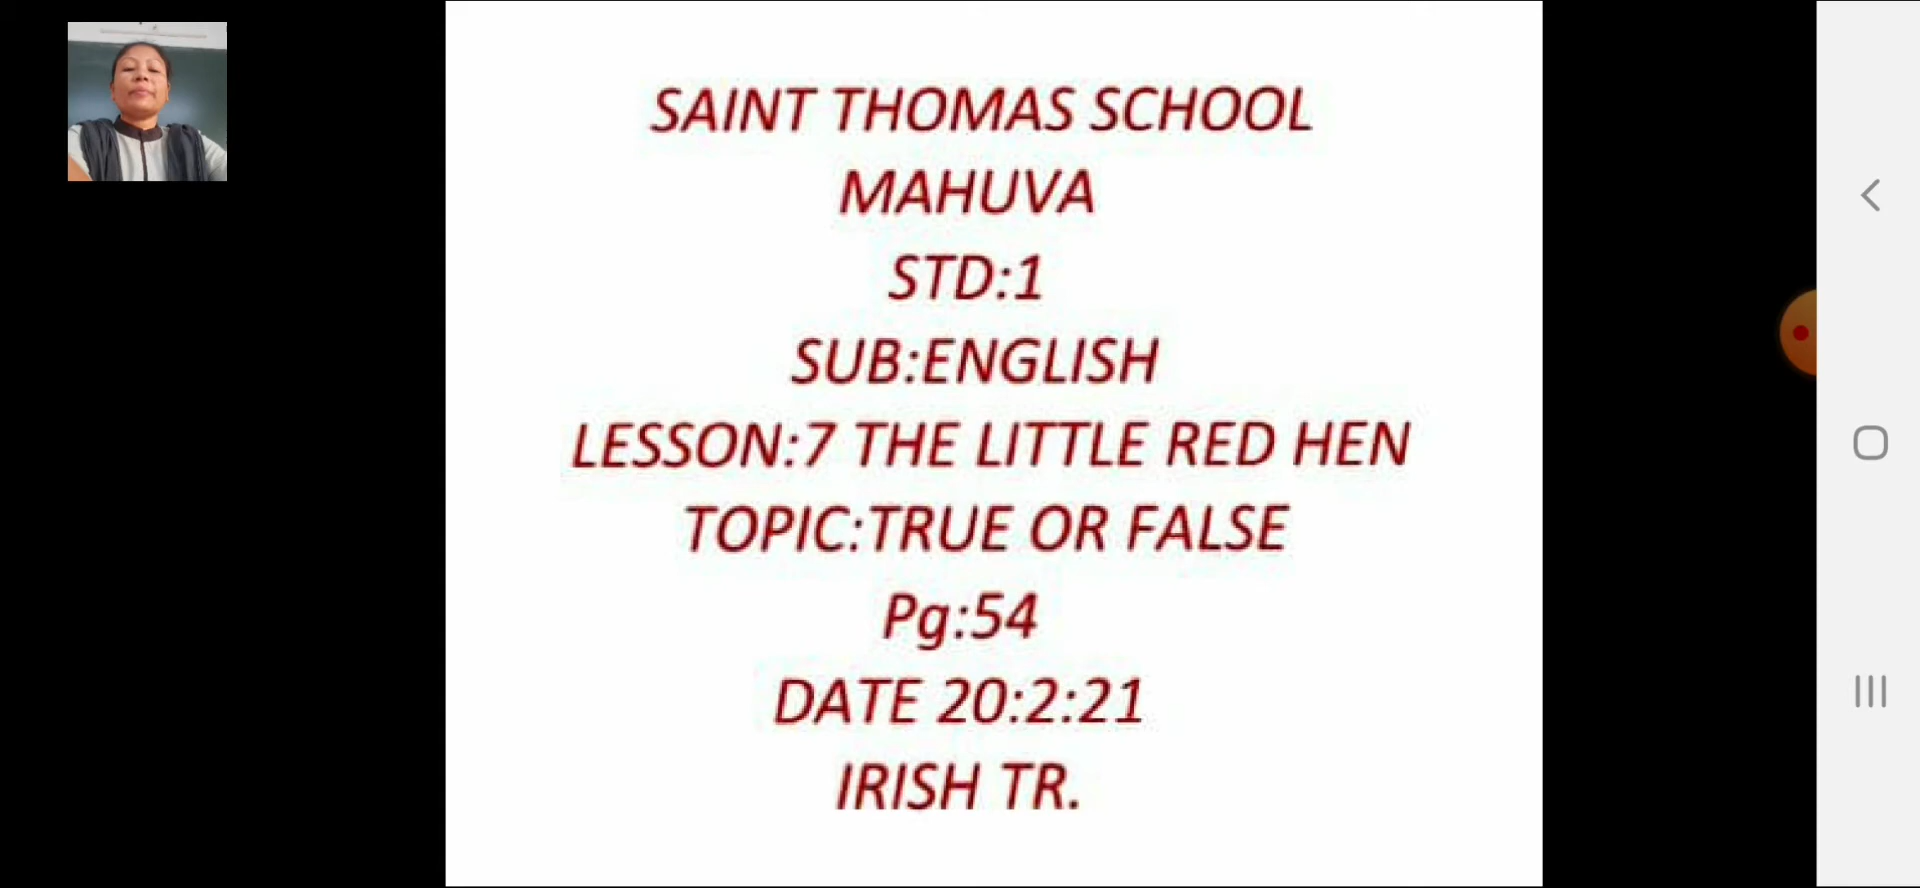 SAINT THOMAS SCHOOL
MAHUVA
STD:1
SUB:ENGLISH
LESSON:7 THE LITTLE RED HEN
TOPIC:TRUE OR FALSE
Pg:54
DATE 20:2:21
IRISH TR.